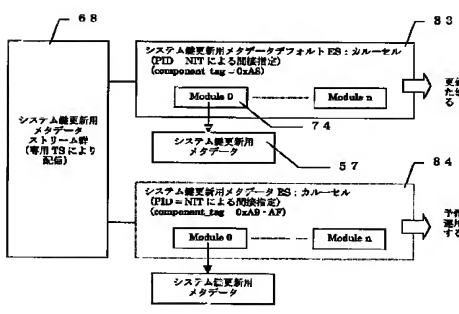 68
83
システム鍵更新用メタデータデフォルトES：カルーセル
(PID＝NITによる間接指定)
(component_tag＝0xA8)
Module 0
Module n
74
システム鍵更新用
メタデータ
57
システム鍵更新用
メタデータ
ストリーム群
(専用TSにより
配信)
84
システム鍵更新用メタデータES：カルーセル
(PID＝NITによる間接指定)
(component_tag
Module 0
Module n
予備
運用
する
システム鍵更新用
メタデータ